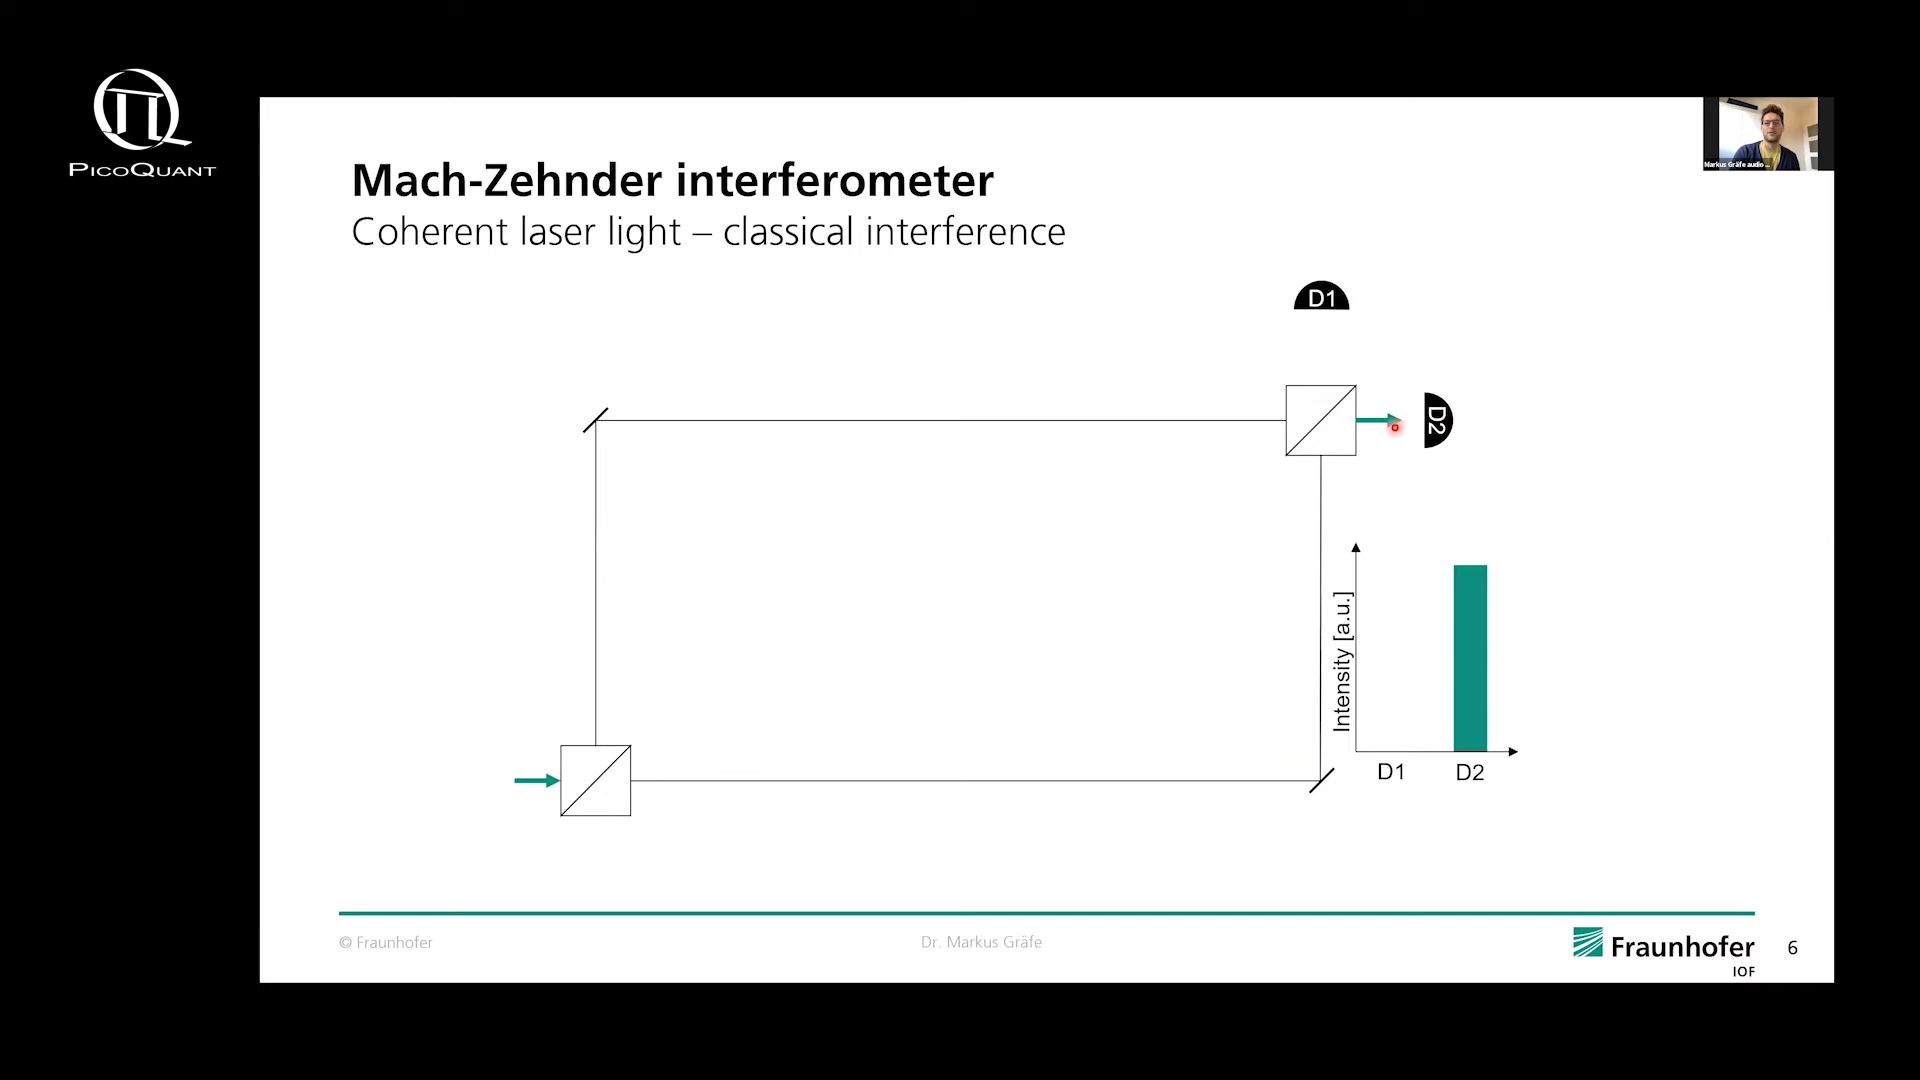 PICOQUANT
Markus Gräfe audio ...
Mach-Zehnder interferometer
Coherent laser light – classical interference
D1
D2
Intensity [a.u.]
D1 D2
© Fraunhofer
Dr. Markus Gräfe
Fraunhofer
IOF
6